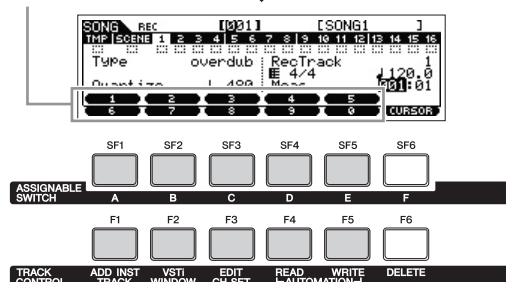 SONG REC [001] [SONG1 ]
TMP SCENE 1 2 3 4 5 6 7 8 9 10 11 12 13 14 15 16
Type overdub RecTrack 1
4/4 ♩120.0
Quantize ♩ 480 Meas 001:01
1 2 3 4 5
6 7 8 9 0 CURSOR
SF1 SF2 SF3 SF4 SF5 SF6
ASSIGNABLE
SWITCH A B C D E F
F1 F2 F3 F4 F5 F6
TRACK ADD INST VSTi EDIT READ WRITE DELETE
CONTROL TRACK WINDOW CH SET AUTOMATION